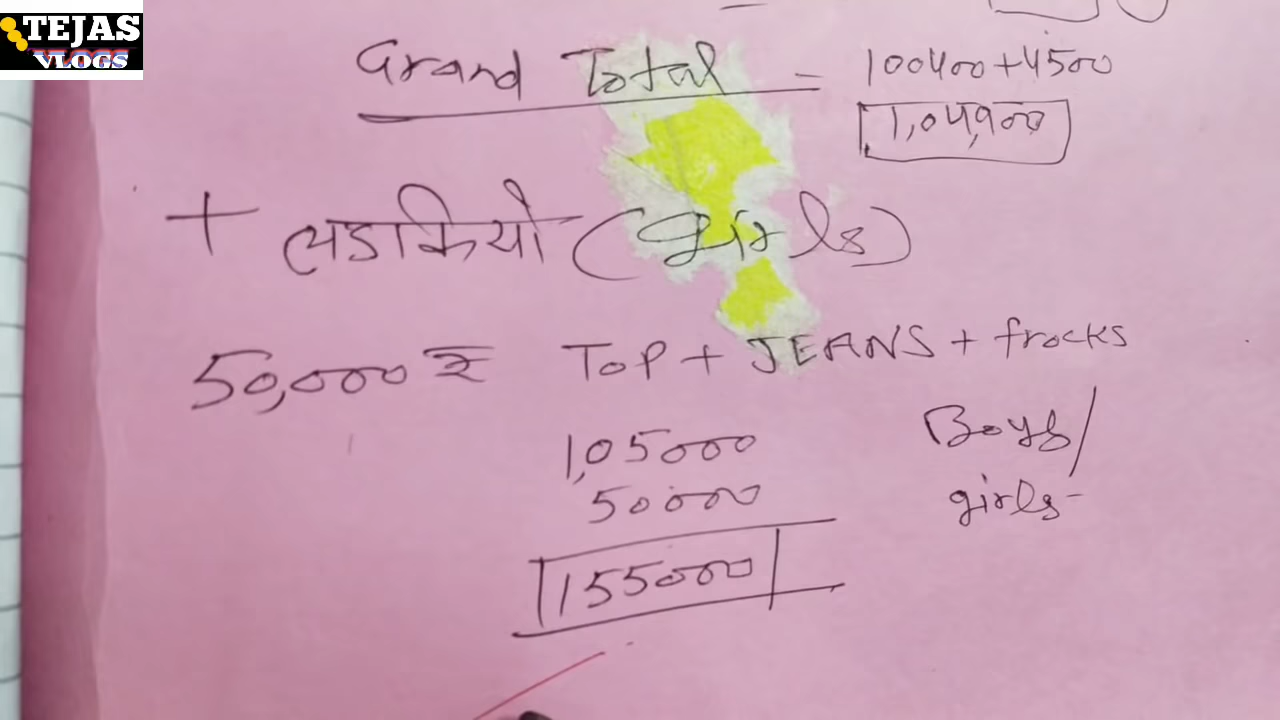 TEJAS
VLOGS
Grand Total = 100400+4500
1,04,900
+ लडकियो (Girls)
50,000 ₹ TOP + JEANS + frocks
1,05000
50000
155000
Boys/
girls-